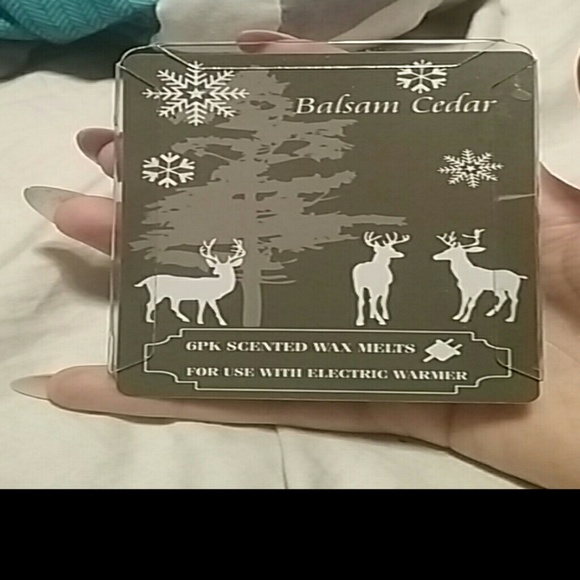 Balsam Cedar
6PK SCENTED WAX MELTS
FOR USE WITH ELECTRIC WARMER